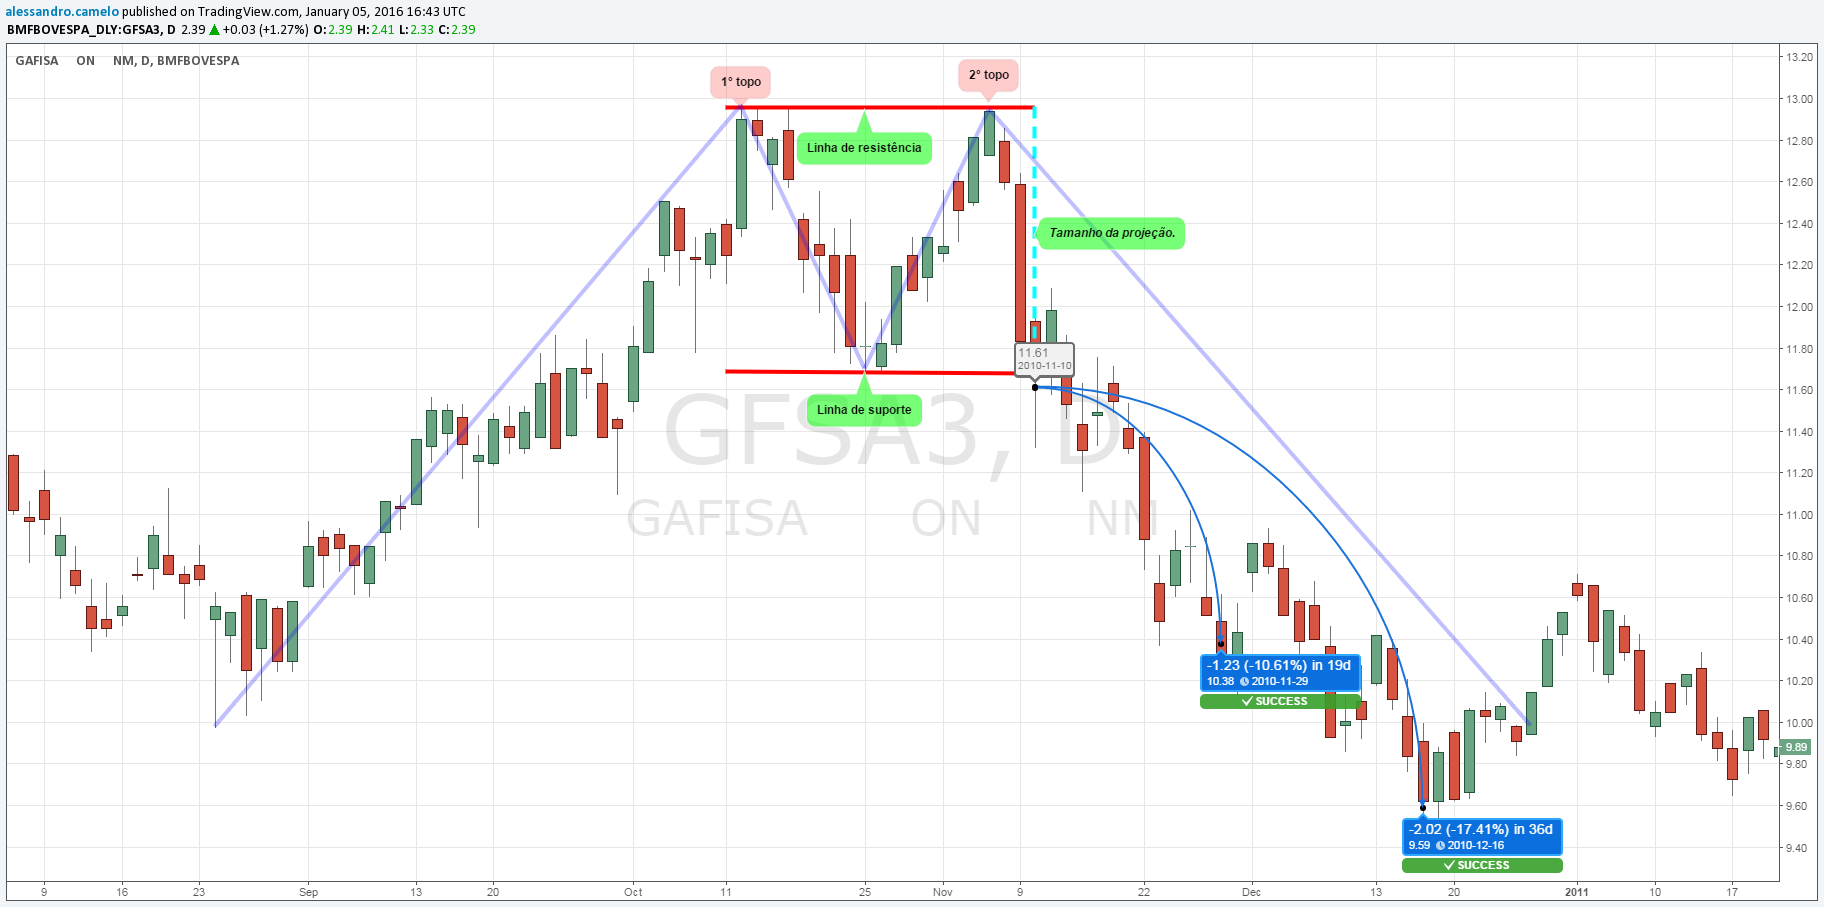 alessandro.camelo published on TradingView.com, January 05, 2016 16:43 UTC
BMFBOVESPA_DLY:GFSA3, D 2.39 ▲ +0.03 (+1.27%) O:2.39 H:2.41 L:2.33 C:2.39
GAFISA ON NM, D, BMFBOVESPA
1° topo
2° topo
Linha de resistência
Tamanho da projeção.
11.61
2010-11-10
Linha de suporte
GFSA3, D
GAFISA ON NM
-1.23 (-10.61%) in 19d
10.38 2010-11-29
✓ SUCCESS
-2.02 (-17.41%) in 36d
9.59 2010-12-16
✓ SUCCESS
13.20
13.00
12.80
12.60
12.40
12.20
12.00
11.80
11.60
11.40
11.20
11.00
10.80
10.60
10.40
10.20
10.00
9.89
9.80
9.60
9.40
9 16 23 Sep 13 20 Oct 11 25 Nov 9 22 Dec 13 20 2011 10 17